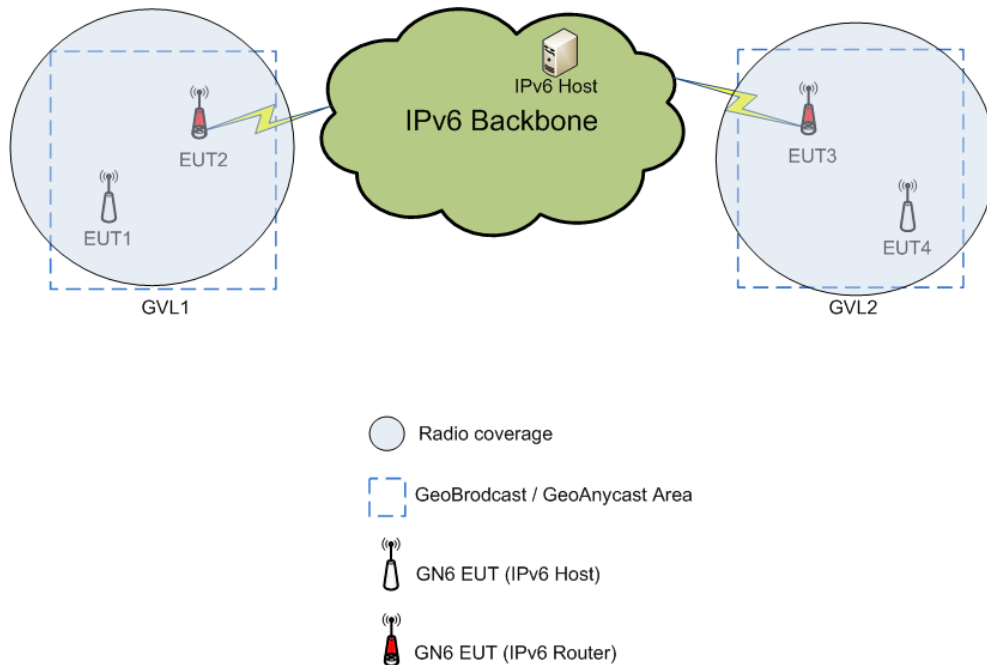 IPv6 Host
IPv6 Backbone
EUT2
EUT3
EUT1
EUT4
GVL1
GVL2
Radio coverage
GeoBrodcast / GeoAnycast Area
GN6 EUT (IPv6 Host)
GN6 EUT (IPv6 Router)